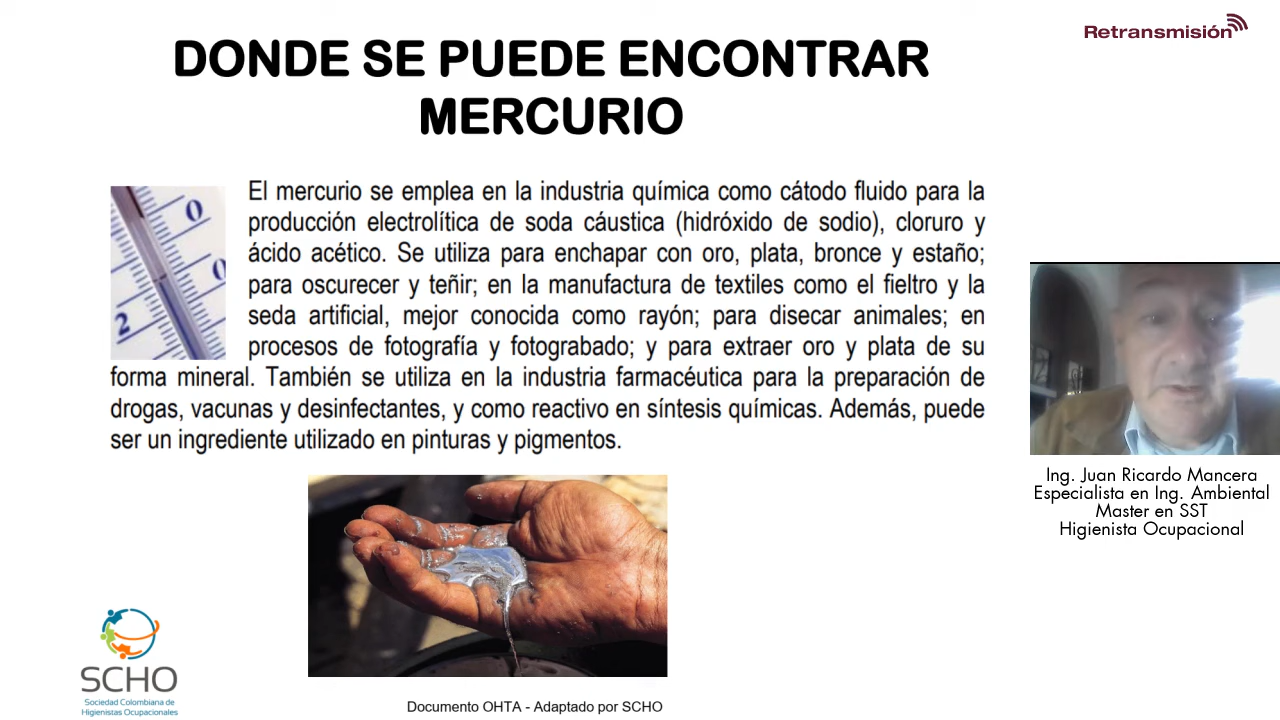 Retransmisión
DONDE SE PUEDE ENCONTRAR
MERCURIO
El mercurio se emplea en la industria química como cátodo fluido para la
producción electrolítica de soda cáustica (hidróxido de sodio), cloruro y
ácido acético. Se utiliza para enchapar con oro, plata, bronce y estaño;
para oscurecer y teñir; en la manufactura de textiles como el fieltro y la
seda artificial, mejor conocida como rayón; para disecar animales; en
procesos de fotografía y fotograbado; y para extraer oro y plata de su
forma mineral. También se utiliza en la industria farmacéutica para la preparación de
drogas, vacunas y desinfectantes, y como reactivo en síntesis químicas. Además, puede
ser un ingrediente utilizado en pinturas y pigmentos.
0
0
2
Ing. Juan Ricardo Mancera
Especialista en Ing. Ambiental
Master en SST
Higienista Ocupacional
SCHO
Sociedad Colombiana de
Higienistas Ocupacionales
Documento OHTA - Adaptado por SCHO